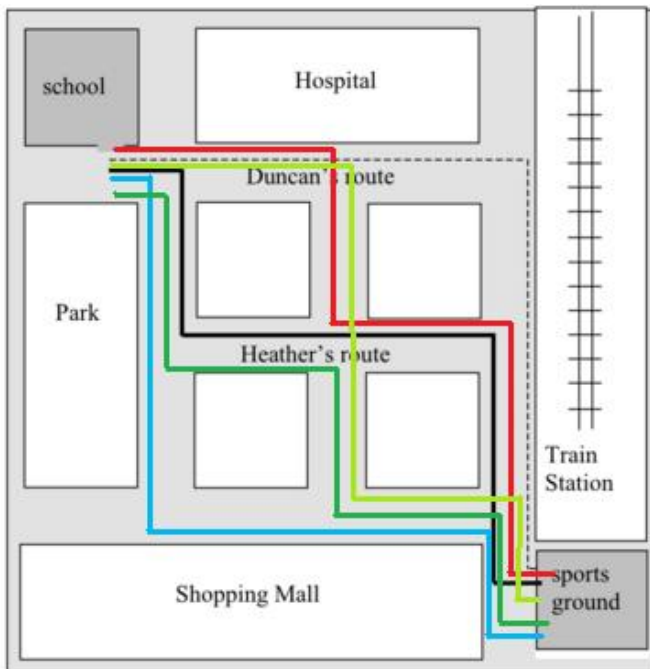 school
Hospital
Duncan's route
Park
Heather's route
Train
Station
Shopping Mall
sports
ground